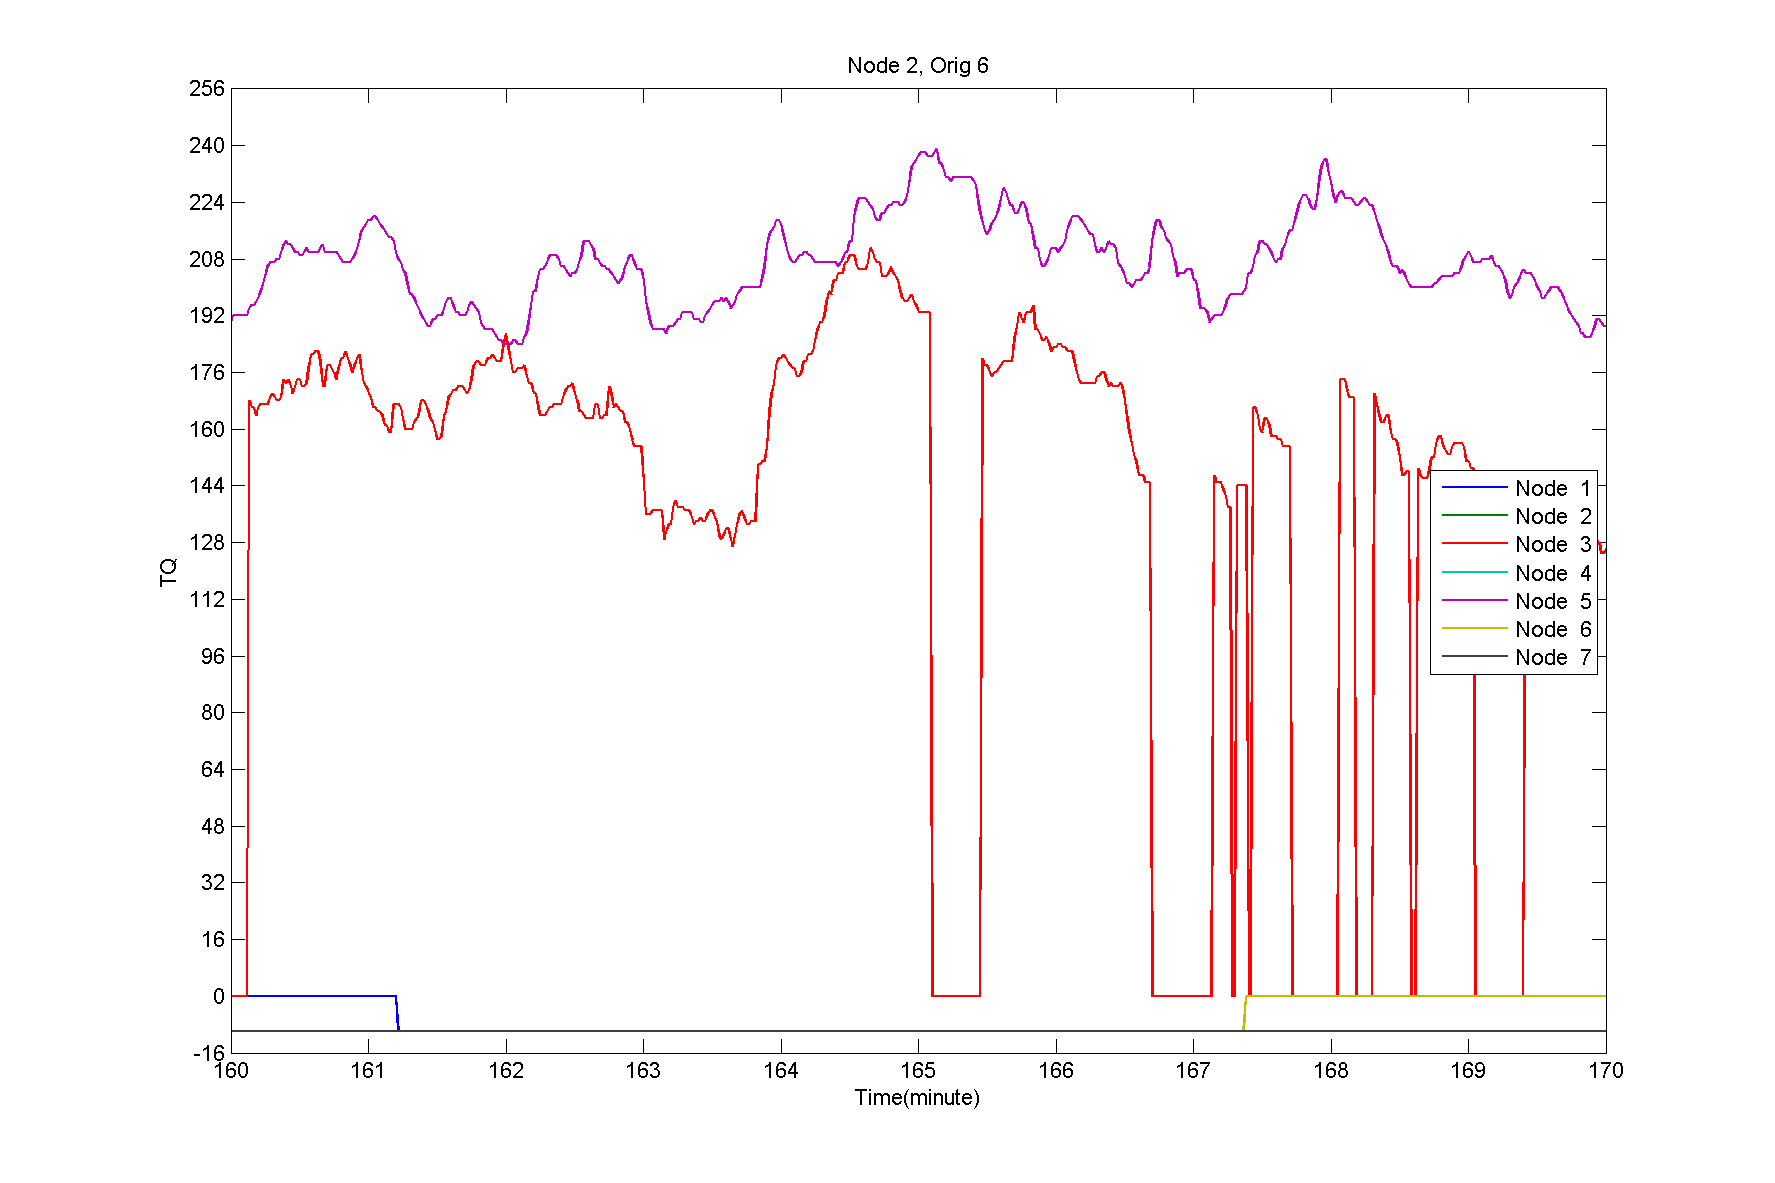 Node 2, Orig 6
256
240
224
208
192
176
160
144
128
112
96
80
64
48
32
16
0
-16
TQ
Node 1
Node 2
Node 3
Node 4
Node 5
Node 6
Node 7
160 161 162 163 164 165 166 167 168 169 170
Time(minute)